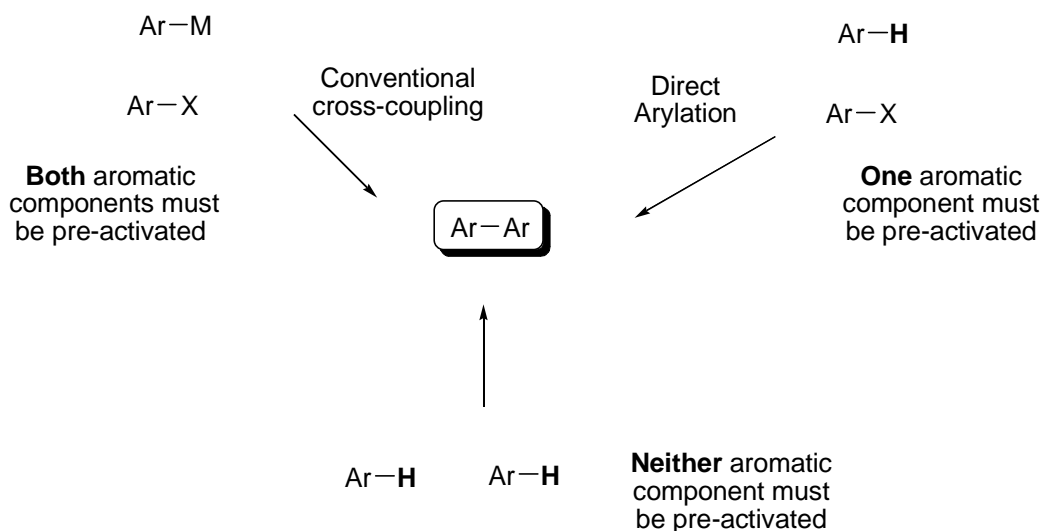 Ar–M
Ar–X
Both aromatic
components must
be pre-activated
Conventional
cross-coupling
Direct
Arylation
Ar–H
Ar–X
One aromatic
component must
be pre-activated
Ar–Ar
Ar–H
Ar–H
Neither aromatic
component must
be pre-activated